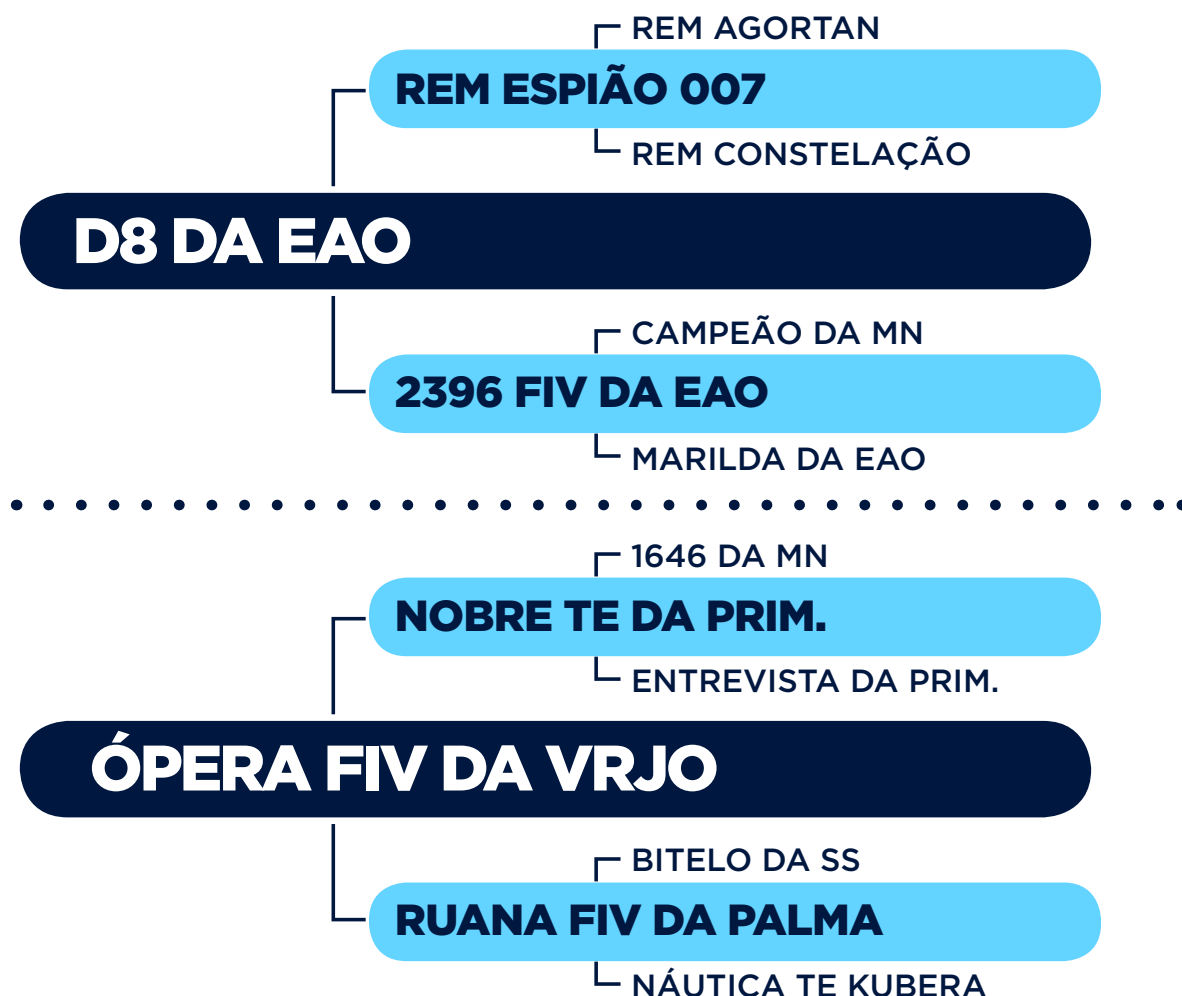 REM AGORTAN
REM ESPIÃO 007
REM CONSTELAÇÃO
D8 DA EAO
CAMPEÃO DA MN
2396 FIV DA EAO
MARILDA DA EAO
1646 DA MN
NOBRE TE DA PRIM.
ENTREVISTA DA PRIM.
ÓPERA FIV DA VRJO
BITELO DA SS
RUANA FIV DA PALMA
NÁUTICA TE KUBERA